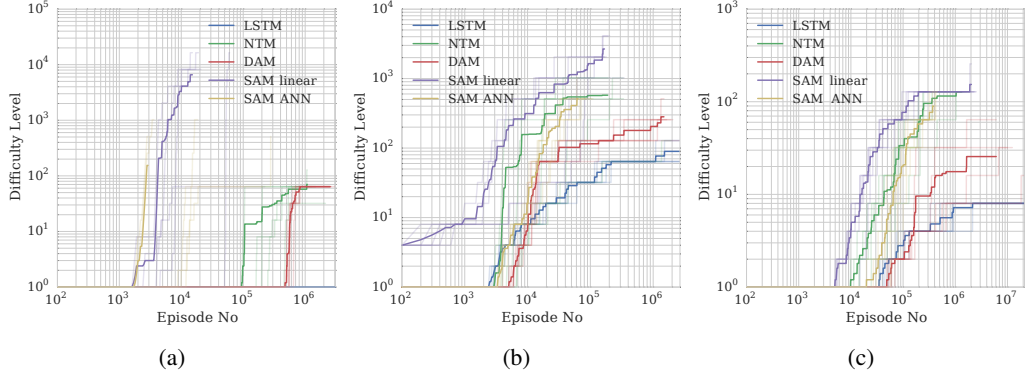 10^5
10^4
10^3
10^2
10^1
10^0
Difficulty Level
LSTM
NTM
DAM
SAM linear
SAM ANN
10^2 10^3 10^4 10^5 10^6
Episode No
(a)
10^4
10^3
10^2
10^1
10^0
Difficulty Level
LSTM
NTM
DAM
SAM linear
SAM ANN
10^2 10^3 10^4 10^5 10^6
Episode No
(b)
10^3
10^2
10^1
10^0
Difficulty Level
LSTM
NTM
DAM
SAM linear
SAM ANN
10^2 10^3 10^4 10^5 10^6 10^7
Episode No
(c)